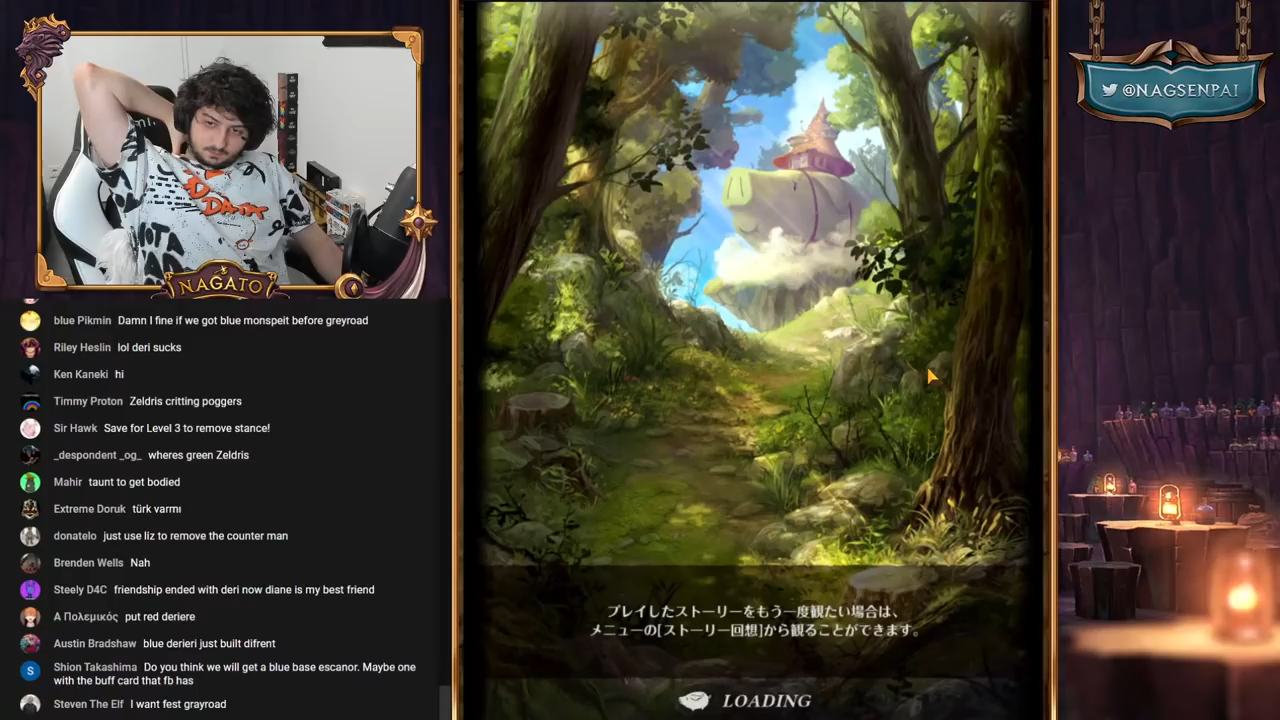 @NAGSENPAI
NAGATO
blue Pikmin Damn I fine if we got blue monspeit before greyroad
Riley Heslin lol deri sucks
Ken Kaneki hi
Timmy Proton Zeldris critting poggers
Sir Hawk Save for Level 3 to remove stance!
_despondent _og_ wheres green Zeldris
Mahir taunt to get bodied
Extreme Doruk türk varmı
donatelo just use liz to remove the counter man
Brenden Wells Nah
Steely D4C friendship ended with deri now diane is my best friend
Α Πολεμικός put red deriere
Austin Bradshaw blue derieri just built difrent
S Shion Takashima Do you think we will get a blue base escanor. Maybe one
with the buff card that fb has
Steven The Elf I want fest grayroad
プレイしたストーリーをもう一度観たい場合は、
メニューの[ストーリー回想]から観ることができます。
LOADING